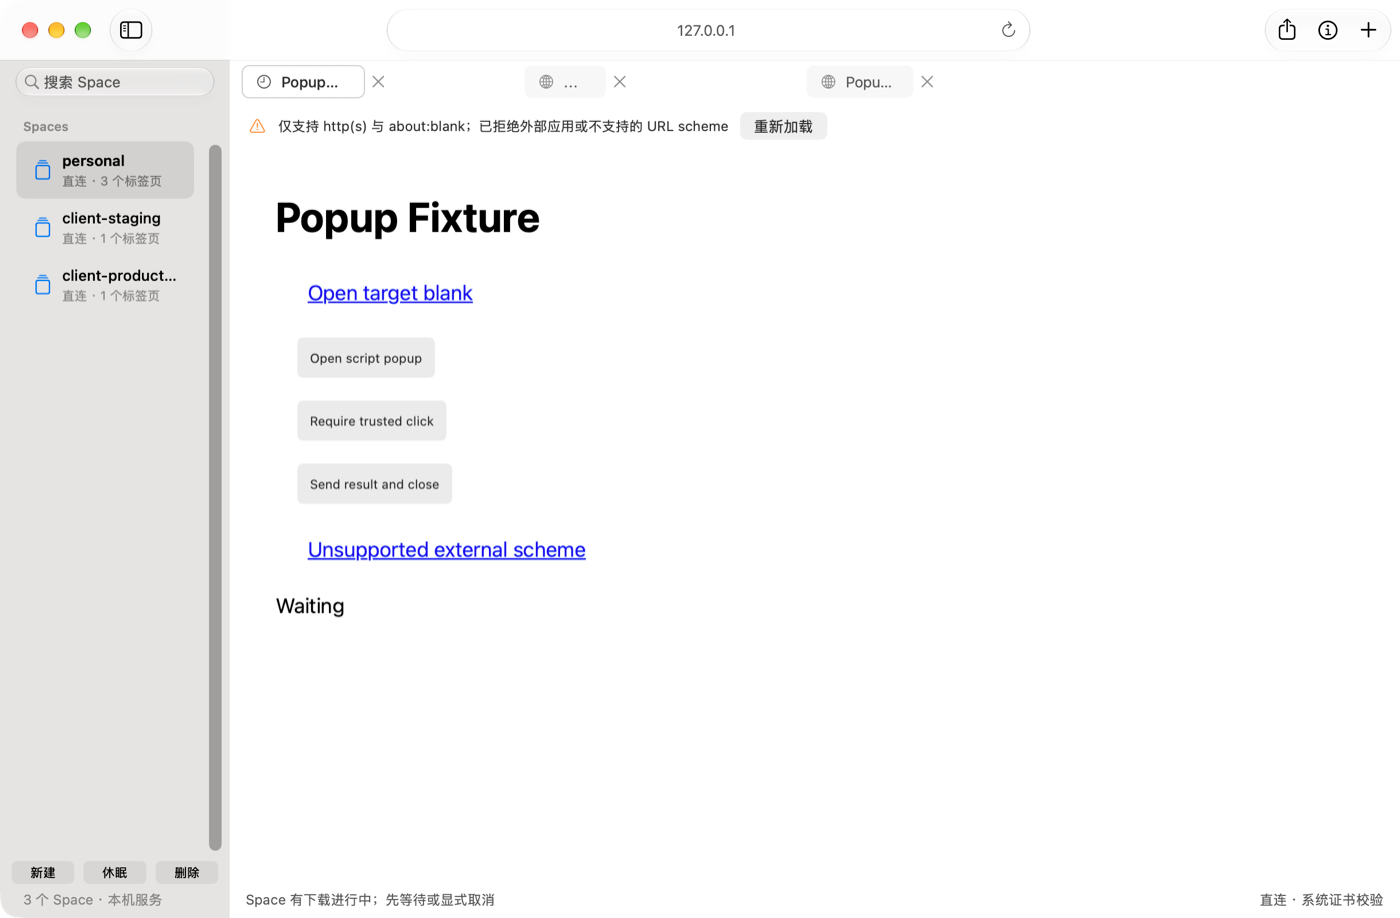 127.0.0.1
搜索 Space
Popup...
...
Popu...
仅支持 http(s) 与 about:blank；已拒绝外部应用或不支持的 URL scheme
重新加载
Spaces
personal
直连 · 3 个标签页
client-staging
直连 · 1 个标签页
client-product...
直连 · 1 个标签页
Popup Fixture
Open target blank
Open script popup
Require trusted click
Send result and close
Unsupported external scheme
Waiting
新建
休眠
删除
3 个 Space · 本机服务
Space 有下载进行中；先等待或显式取消
直连 · 系统证书校验